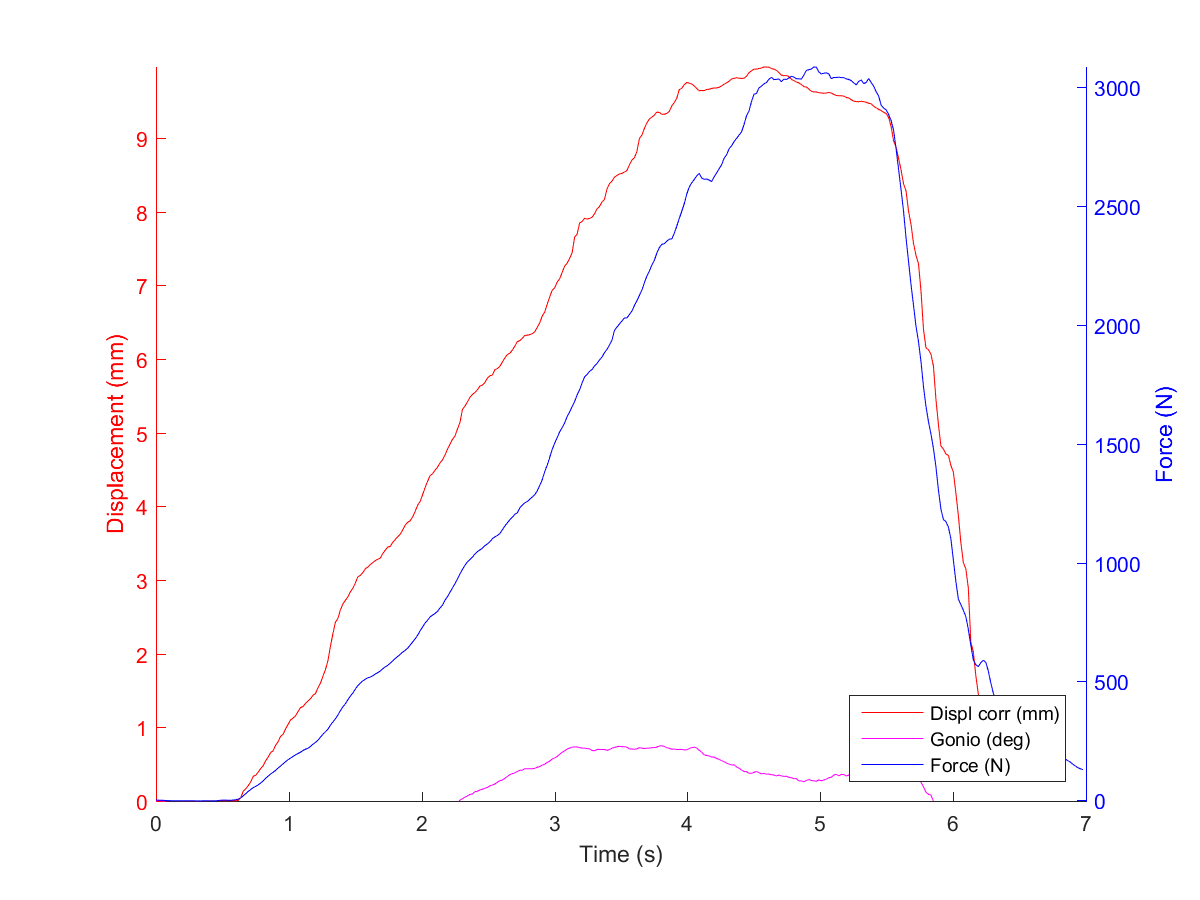 9
8
7
6
5
4
3
2
1
0
Displacement (mm)
3000
2500
2000
1500
1000
500
0
Force (N)
Displ corr (mm)
Gonio (deg)
Force (N)
0 1 2 3 4 5 6 7
Time (s)